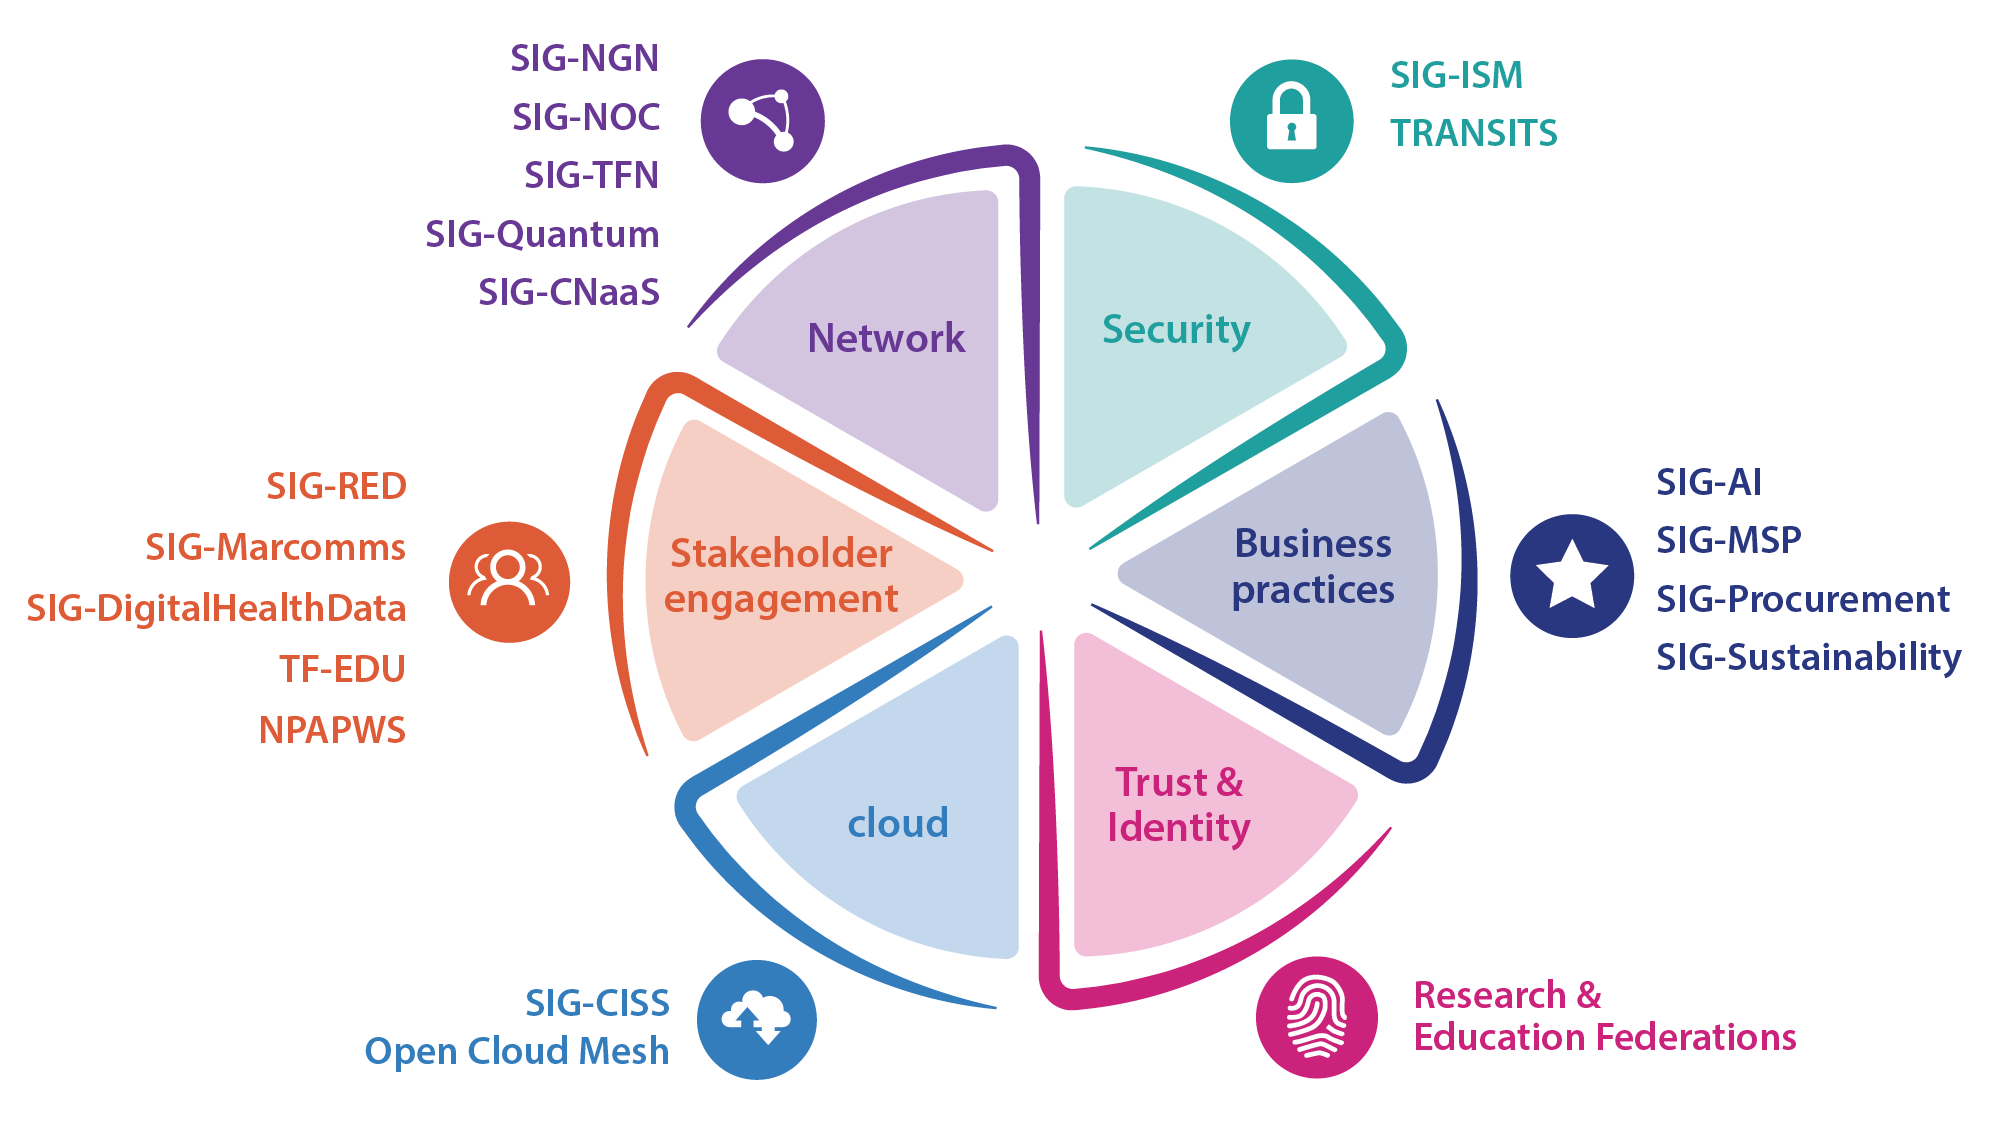 SIG-NGN
SIG-NOC
SIG-TFN
SIG-Quantum
SIG-CNaaS
Network
SIG-ISM
TRANSITS
Security
SIG-AI
SIG-MSP
SIG-Procurement
SIG-Sustainability
Business
practices
Research &
Education Federations
Trust &
Identity
SIG-CISS
Open Cloud Mesh
cloud
SIG-RED
SIG-Marcomms
SIG-DigitalHealthData
TF-EDU
NPAPWS
Stakeholder
engagement